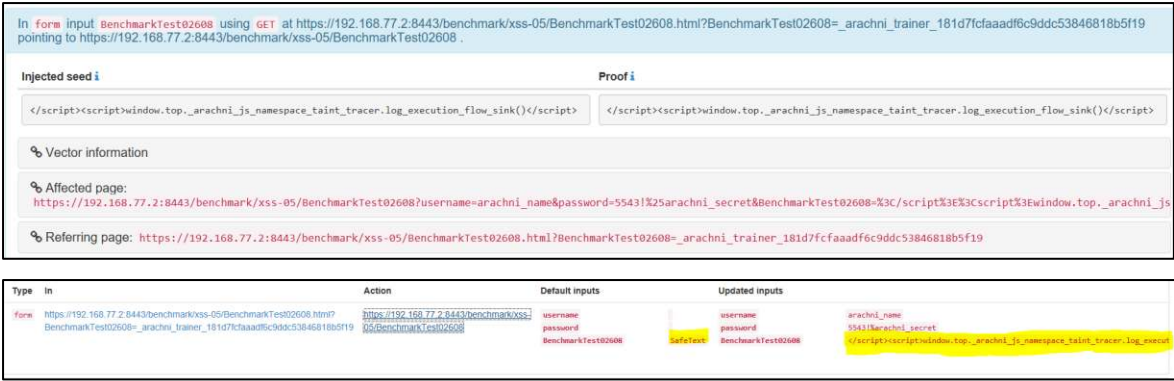 In form input BenchmarkTest02608 using GET at https://192.168.77.2:8443/benchmark/xss-05/BenchmarkTest02608.html?BenchmarkTest02608=_arachni_trainer_181d7fcfaaadf6c9ddc53846818b5f19
pointing to https://192.168.77.2:8443/benchmark/xss-05/BenchmarkTest02608 .
Injected seed i Proof i
</script><script>window.top._arachni_js_namespace_taint_tracer.log_execution_flow_sink()</script> </script><script>window.top._arachni_js_namespace_taint_tracer.log_execution_flow_sink()</script>
Vector information
Affected page:
https://192.168.77.2:8443/benchmark/xss-05/BenchmarkTest02608?username=arachni_name&password=5543!%25arachni_secret&BenchmarkTest02608=%3C/script%3E%3Cscript%3Ewindow.top._arachni_js
Referring page: https://192.168.77.2:8443/benchmark/xss-05/BenchmarkTest02608.html?BenchmarkTest02608=_arachni_trainer_181d7fcfaaadf6c9ddc53846818b5f19
Type In Action Default inputs Updated inputs
form https://192.168.77.2:8443/benchmark/xss-05/BenchmarkTest02608.html? https://192.168.77.2:8443/benchmark/xss- username username arachni_name
BenchmarkTest02608=_arachni_trainer_181d7fcfaaadf6c9ddc53846818b5f19 05/BenchmarkTest02608 password password 5543!%arachni_secret
BenchmarkTest02608 SafeText BenchmarkTest02608 </script><script>window.top._arachni_js_namespace_taint_tracer.log_execut